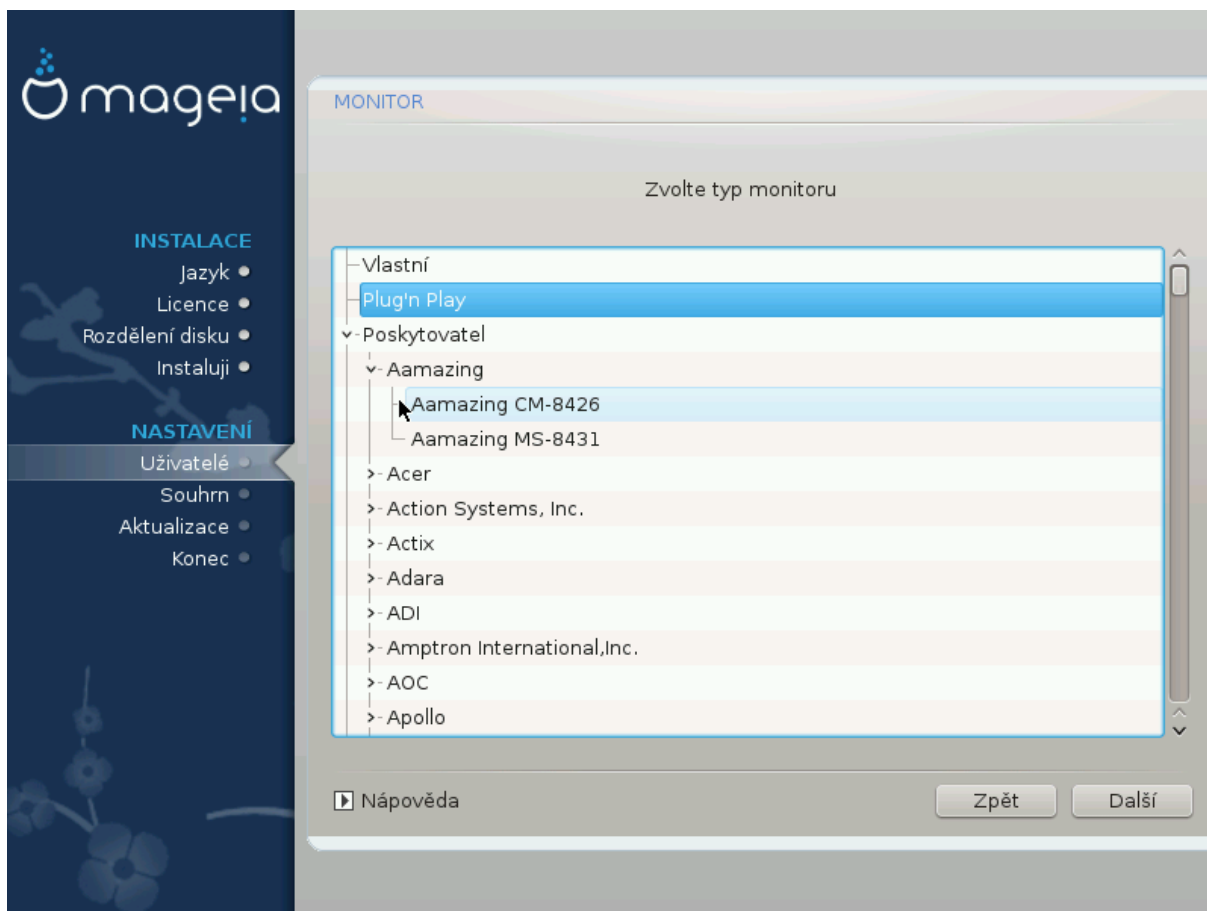 mageia
INSTALACE
Jazyk
Licence
Rozdělení disku
Instaluji
NASTAVENÍ
Uživatelé
Souhrn
Aktualizace
Konec
MONITOR
Zvolte typ monitoru
Vlastní
Plug'n Play
Poskytovatel
Aamazing
Aamazing CM-8426
Aamazing MS-8431
Acer
Action Systems, Inc.
Actix
Adara
ADI
Amptron International,Inc.
AOC
Apollo
Nápověda
Zpět
Další